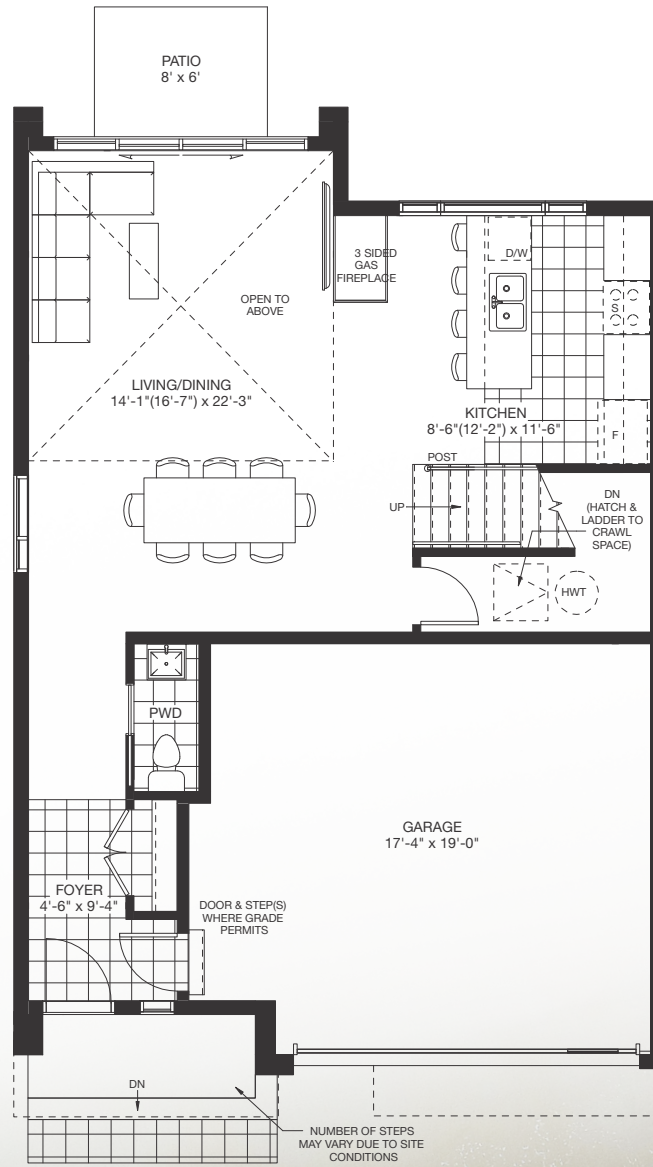 PATIO
8' x 6'
3 SIDED
GAS
FIREPLACE
D/W
OPEN TO
ABOVE
S
LIVING/DINING
14'-1"(16'-7") x 22'-3"
KITCHEN
8'-6"(12'-2") x 11'-6"
F
POST
UP
DN
(HATCH &
LADDER TO
CRAWL
SPACE)
HWT
PWD
GARAGE
17'-4" x 19'-0"
FOYER
4'-6" x 9'-4"
DOOR & STEP(S)
WHERE GRADE
PERMITS
DN
NUMBER OF STEPS
MAY VARY DUE TO SITE
CONDITIONS